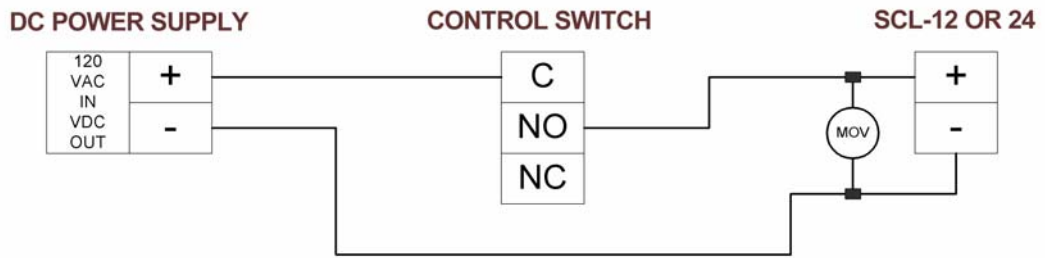 DC POWER SUPPLY
CONTROL SWITCH
SCL-12 OR 24
120
VAC
IN
VDC
OUT
+
-
C
NO
NC
MOV
+
-